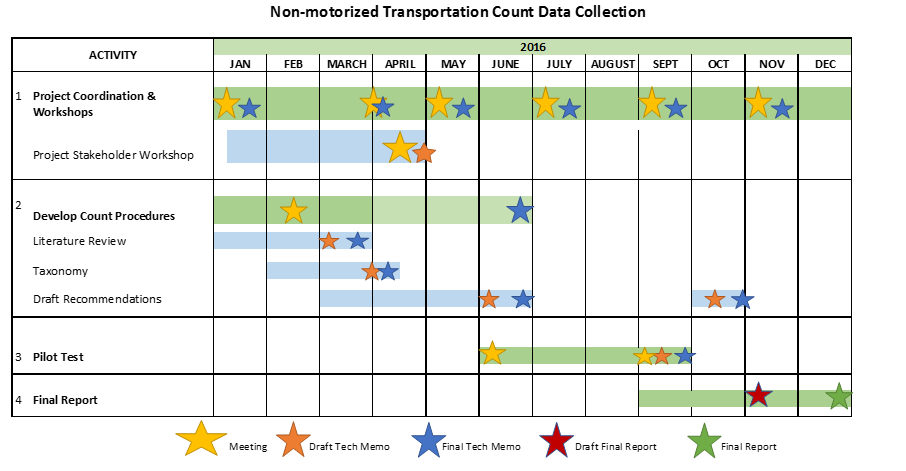 Non-motorized Transportation Count Data Collection
ACTIVITY
2016
JAN FEB MARCH APRIL MAY JUNE JULY AUGUST SEPT OCT NOV DEC
1 Project Coordination &
Workshops
Project Stakeholder Workshop
2
Develop Count Procedures
Literature Review
Taxonomy
Draft Recommendations
3 Pilot Test
4 Final Report
Meeting Draft Tech Memo Final Tech Memo Draft Final Report Final Report